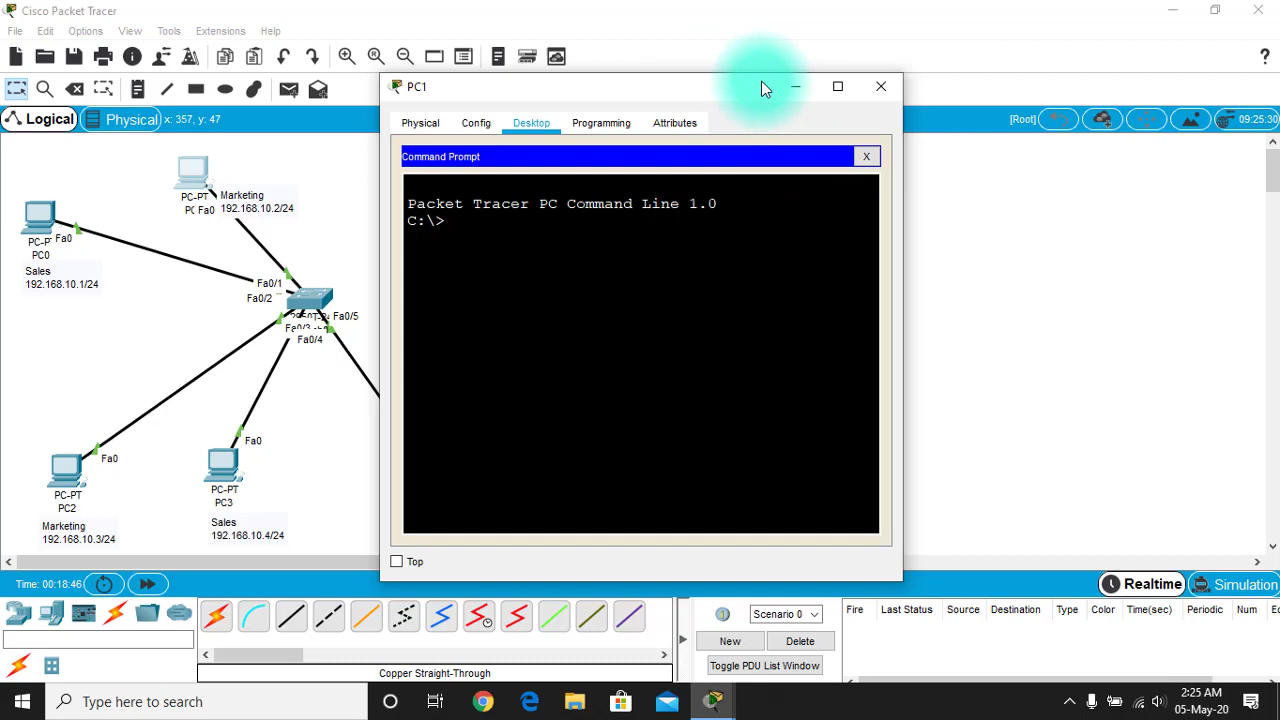 Cisco Packet Tracer
File Edit Options View Tools Extensions Help
?
Logical Physical x: 357, y: 47
[Root] 09:25:30
PC1
Physical Config Desktop Programming Attributes
Command Prompt X
Packet Tracer PC Command Line 1.0
C:\>
Top
PC-PT
Fa0
Marketing
192.168.10.2/24
Fa0
PC0
Sales
192.168.10.1/24
Fa0/1
Fa0/2
Fa0/5
Fa0/3
Fa0/4
Fa0
PC-PT
PC2
Marketing
192.168.10.3/24
Fa0
PC-PT
PC3
Sales
192.168.10.4/24
Time: 00:18:46
Realtime Simulation
Scenario 0
New Delete
Toggle PDU List Window
Fire Last Status Source Destination Type Color Time(sec) Periodic Num
Copper Straight-Through
Type here to search
2:25 AM
05-May-20